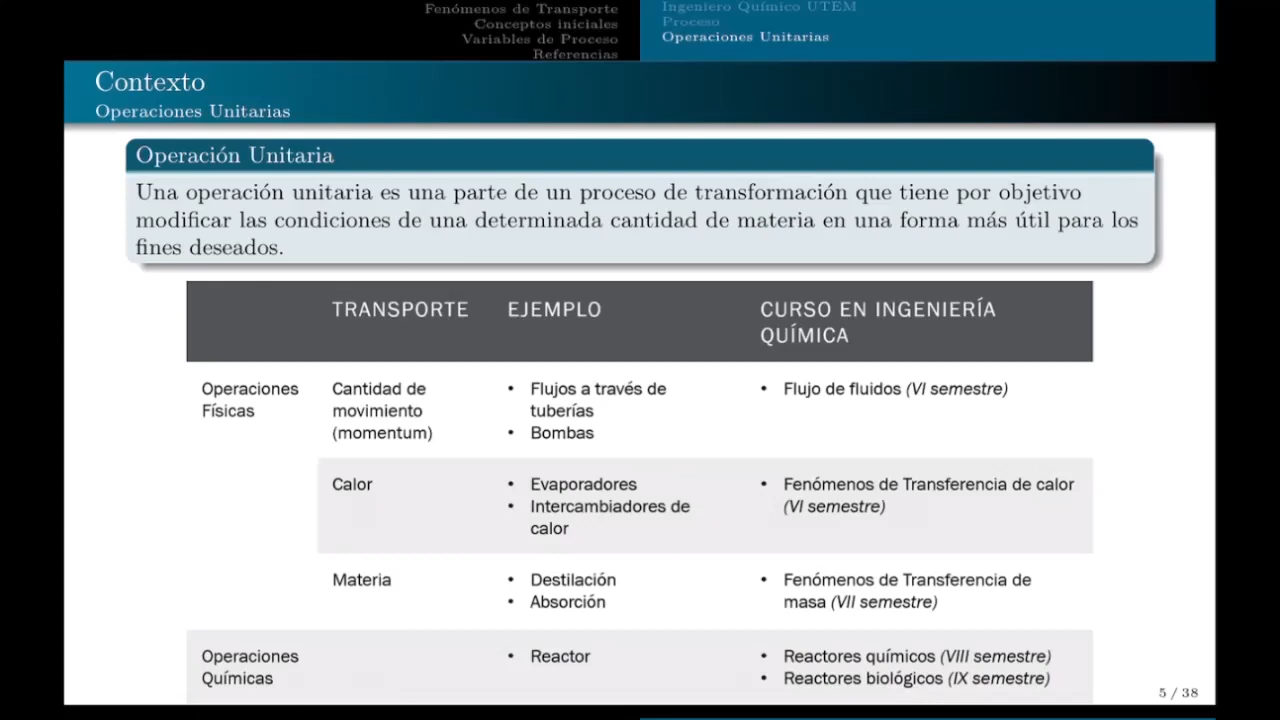 Fenómenos de Transporte
Conceptos iniciales
Variables de Proceso
Referencias
Ingeniero Químico UTEM
Proceso
Operaciones Unitarias
Contexto
Operaciones Unitarias
Operación Unitaria
Una operación unitaria es una parte de un proceso de transformación que tiene por objetivo
modificar las condiciones de una determinada cantidad de materia en una forma más útil para los
fines deseados.
TRANSPORTE
EJEMPLO
CURSO EN INGENIERÍA
QUÍMICA
Operaciones
Físicas
Cantidad de
movimiento
(momentum)
• Flujos a través de
tuberías
• Bombas
• Flujo de fluidos (VI semestre)
Calor
• Evaporadores
• Intercambiadores de
calor
• Fenómenos de Transferencia de calor
(VI semestre)
Materia
• Destilación
• Absorción
• Fenómenos de Transferencia de
masa (VII semestre)
Operaciones
Químicas
• Reactor
• Reactores químicos (VIII semestre)
• Reactores biológicos (IX semestre)
5 / 38